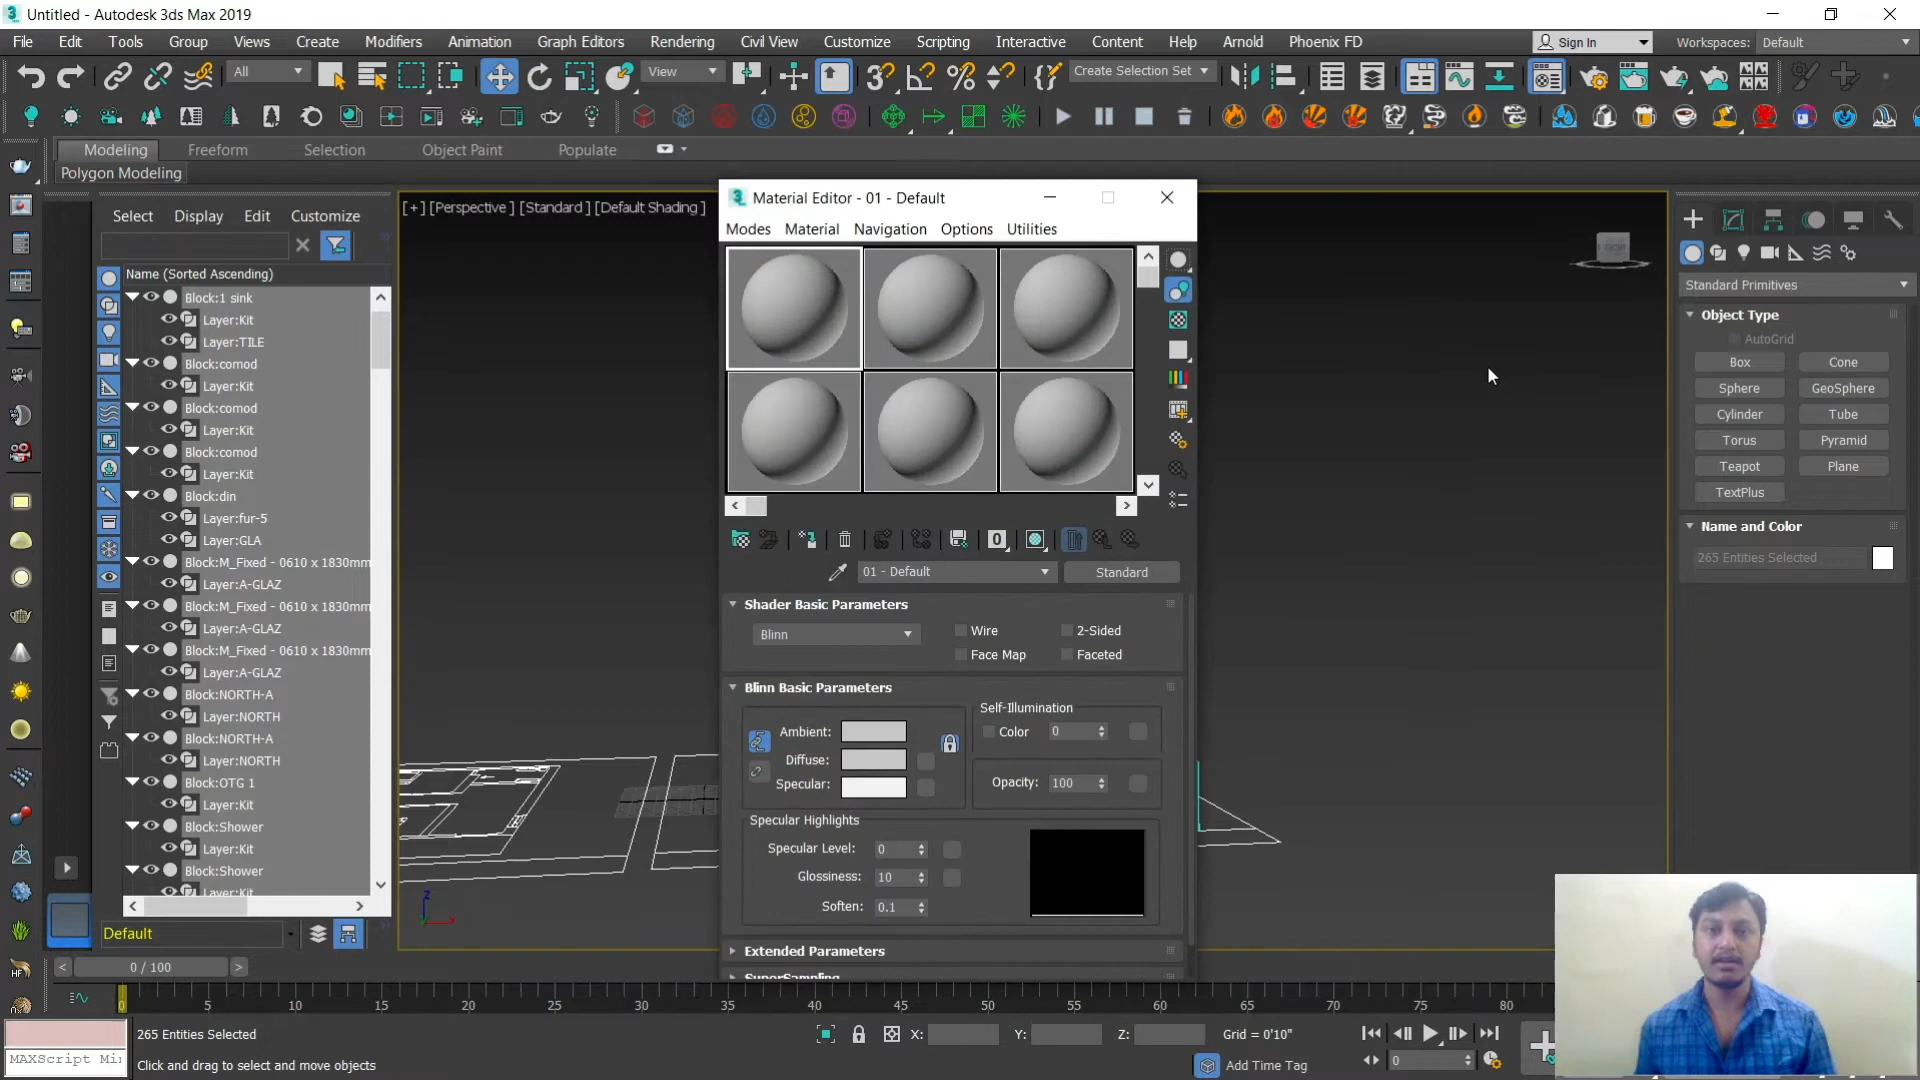 Untitled - Autodesk 3ds Max 2019
File Edit Tools Group Views Create Modifiers Animation Graph Editors Rendering Civil View Customize Scripting Interactive Content Help Arnold Phoenix FD Sign In Workspaces: Default
All View Create Selection Set
Modeling Freeform Selection Object Paint Populate
Polygon Modeling
Select Display Edit Customize
Name (Sorted Ascending)
Block:1 sink
Layer:Kit
Layer:TILE
Block:comod
Layer:Kit
Block:comod
Layer:Kit
Block:comod
Layer:Kit
Block:din
Layer:fur-5
Layer:GLA
Block:M_Fixed - 0610 x 1830mm
Layer:A-GLAZ
Block:M_Fixed - 0610 x 1830mm
Layer:A-GLAZ
Block:M_Fixed - 0610 x 1830mm
Layer:A-GLAZ
Block:NORTH-A
Layer:NORTH
Block:NORTH-A
Layer:NORTH
Block:OTG 1
Layer:Kit
Block:Shower
Layer:Kit
Block:Shower
Layer:Kit
Default
[+] [Perspective ] [Standard ] [Default Shading ]
Z
Material Editor - 01 - Default
Modes Material Navigation Options Utilities
0
01 - Default Standard
Shader Basic Parameters
Blinn Wire 2-Sided
Face Map Faceted
Blinn Basic Parameters
Self-Illumination
Ambient: Color 0
Diffuse:
Specular: Opacity: 100
Specular Highlights
Specular Level: 0
Glossiness: 10
Soften: 0.1
Extended Parameters
SuperSampling
Standard Primitives
Object Type
AutoGrid
Box Cone
Sphere GeoSphere
Cylinder Tube
Torus Pyramid
Teapot Plane
TextPlus
Name and Color
265 Entities Selected
< 0 / 100 >
0 5 10 15 20 25 30 35 40 45 50 55 60 65 70 75 80
265 Entities Selected X: Y: Z: Grid = 0'10"
MAXScript Mi
Click and drag to select and move objects Add Time Tag 0